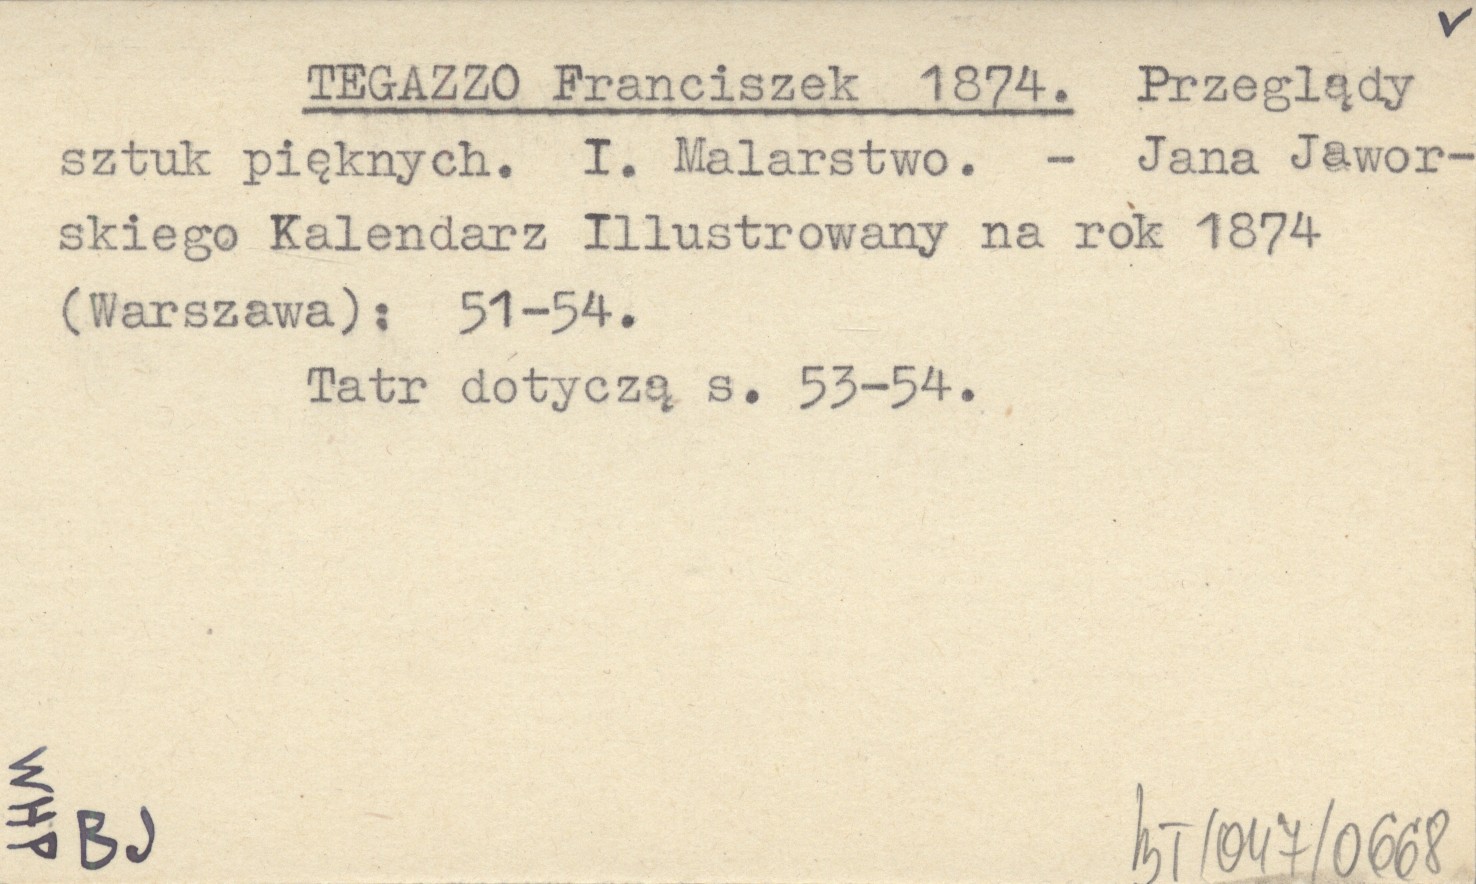 ✓
TEGAZZO Franciszek 1874. Przeglądy
sztuk pięknych. I. Malarstwo. - Jana Jawor-
skiego Kalendarz Illustrowany na rok 1874
(Warszawa): 51-54.
Tatr dotyczą s. 53-54.
WHP
BJ
BT/047/0668